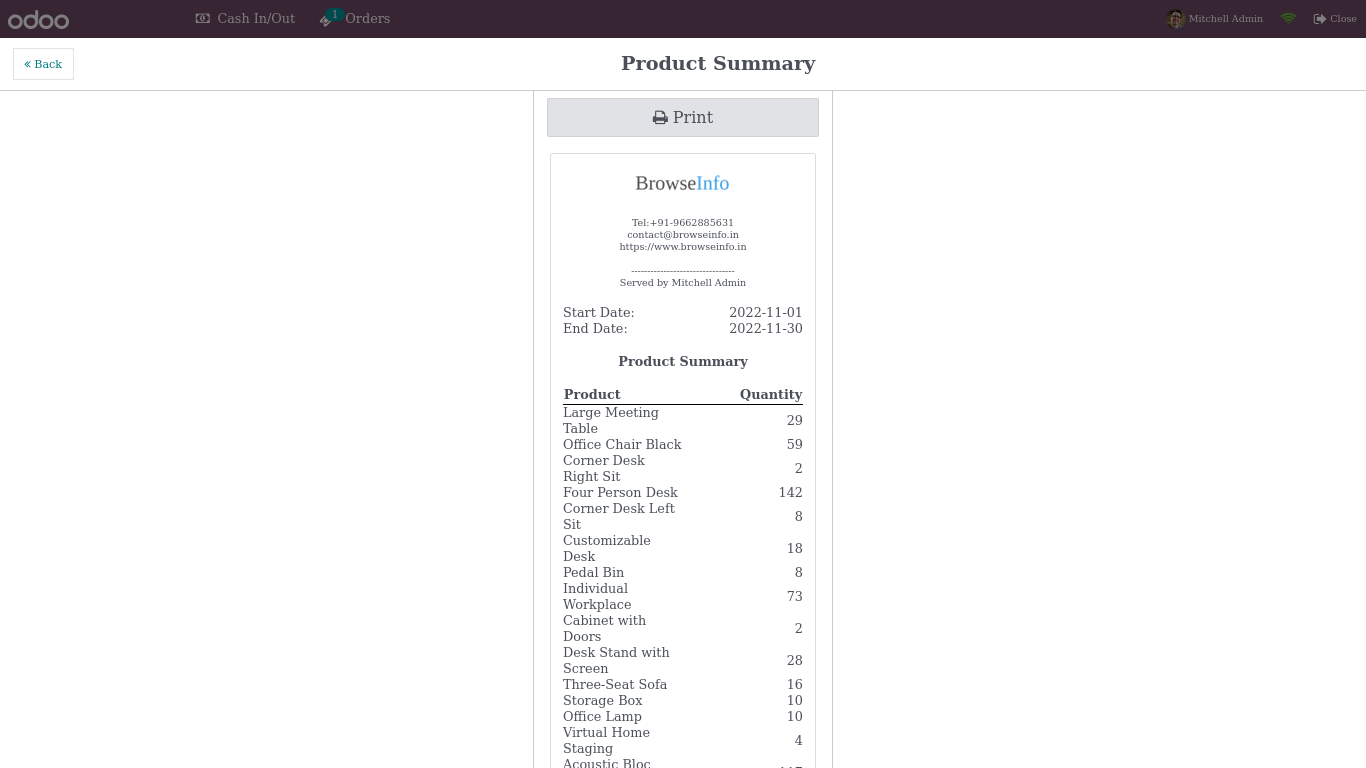 odoo Cash In/Out 1 Orders Mitchell Admin Close
Back Product Summary
Print
BrowseInfo
Tel:+91-9662885631
contact@browseinfo.in
https://www.browseinfo.in
--------------------------------
Served by Mitchell Admin
Start Date: 2022-11-01
End Date: 2022-11-30
Product Summary
Product Quantity
Large Meeting
Table 29
Office Chair Black 59
Corner Desk
Right Sit 2
Four Person Desk 142
Corner Desk Left
Sit 8
Customizable
Desk 18
Pedal Bin 8
Individual
Workplace 73
Cabinet with
Doors 2
Desk Stand with
Screen 28
Three-Seat Sofa 16
Storage Box 10
Office Lamp 10
Virtual Home
Staging 4
Acoustic Bloc